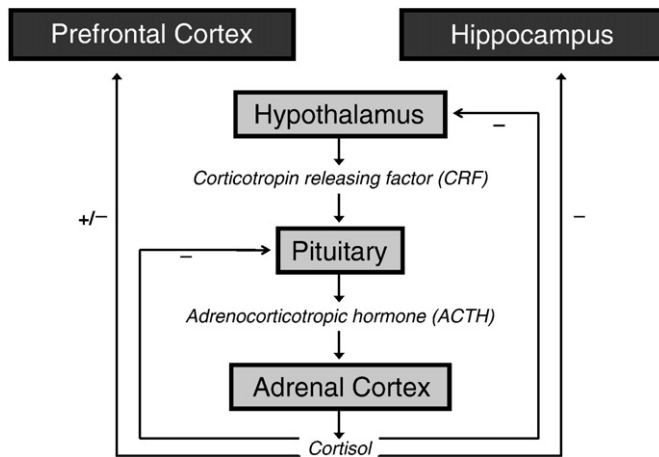 Prefrontal Cortex
Hippocampus
Hypothalamus
–
Corticotropin releasing factor (CRF)
+/–
–
Pituitary
–
Adrenocorticotropic hormone (ACTH)
Adrenal Cortex
Cortisol